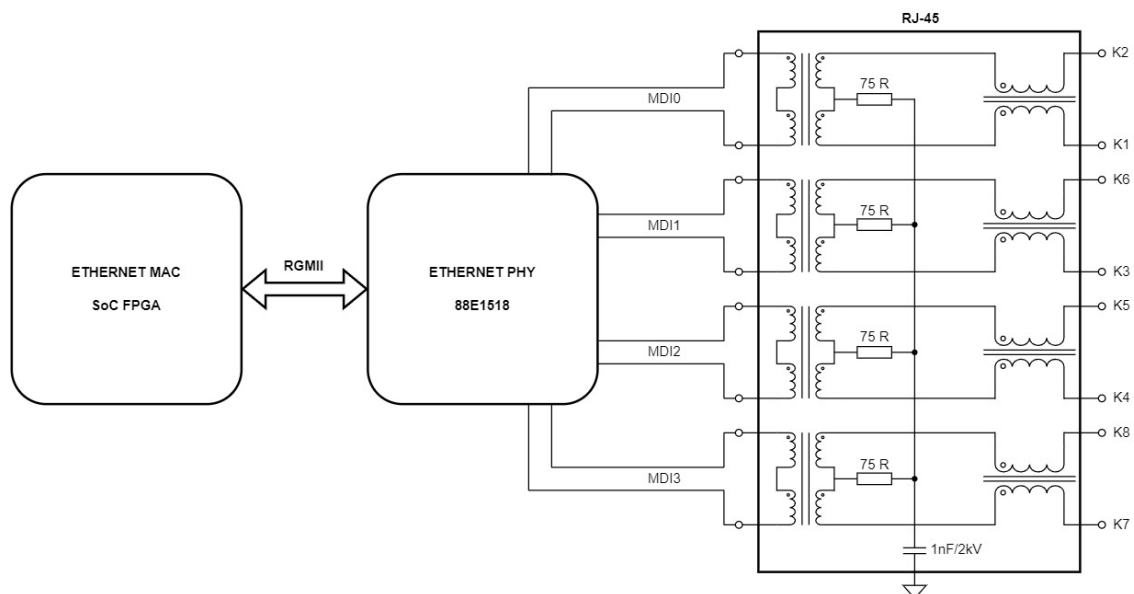 RJ-45
K2
75 R
MDI0
K1
K6
75 R
MDI1
K3
ETHERNET MAC
SoC FPGA
RGMII
ETHERNET PHY
88E1518
K5
75 R
MDI2
K4
K8
75 R
MDI3
K7
1nF/2kV